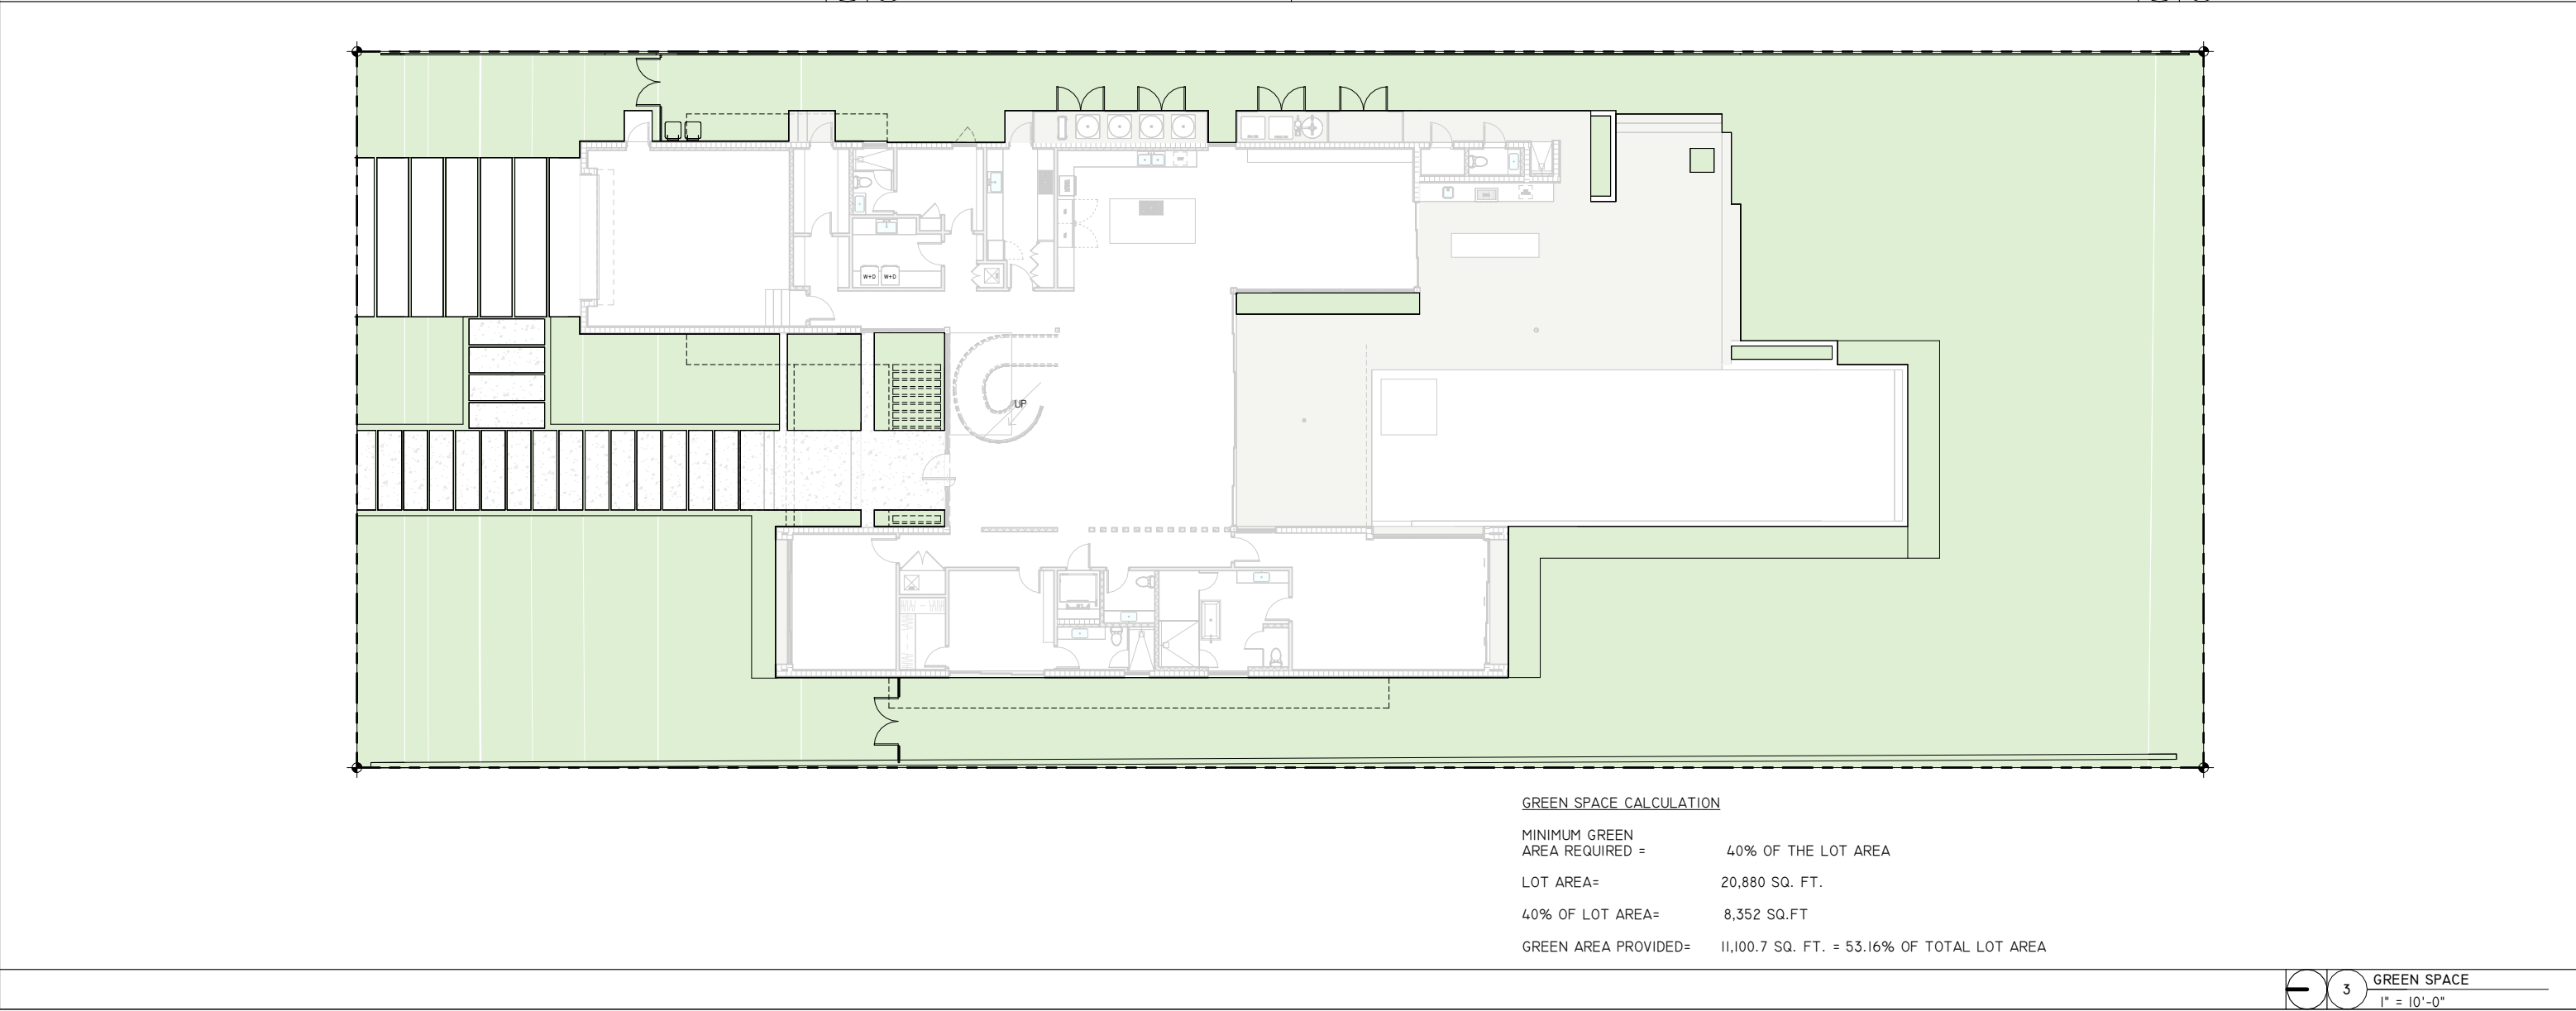 W+D W+D
UP
GREEN SPACE CALCULATION
MINIMUM GREEN
AREA REQUIRED = 40% OF THE LOT AREA
LOT AREA= 20,880 SQ. FT.
40% OF LOT AREA= 8,352 SQ.FT
GREEN AREA PROVIDED= 11,100.7 SQ. FT. = 53.16% OF TOTAL LOT AREA
3 GREEN SPACE
1" = 10'-0"